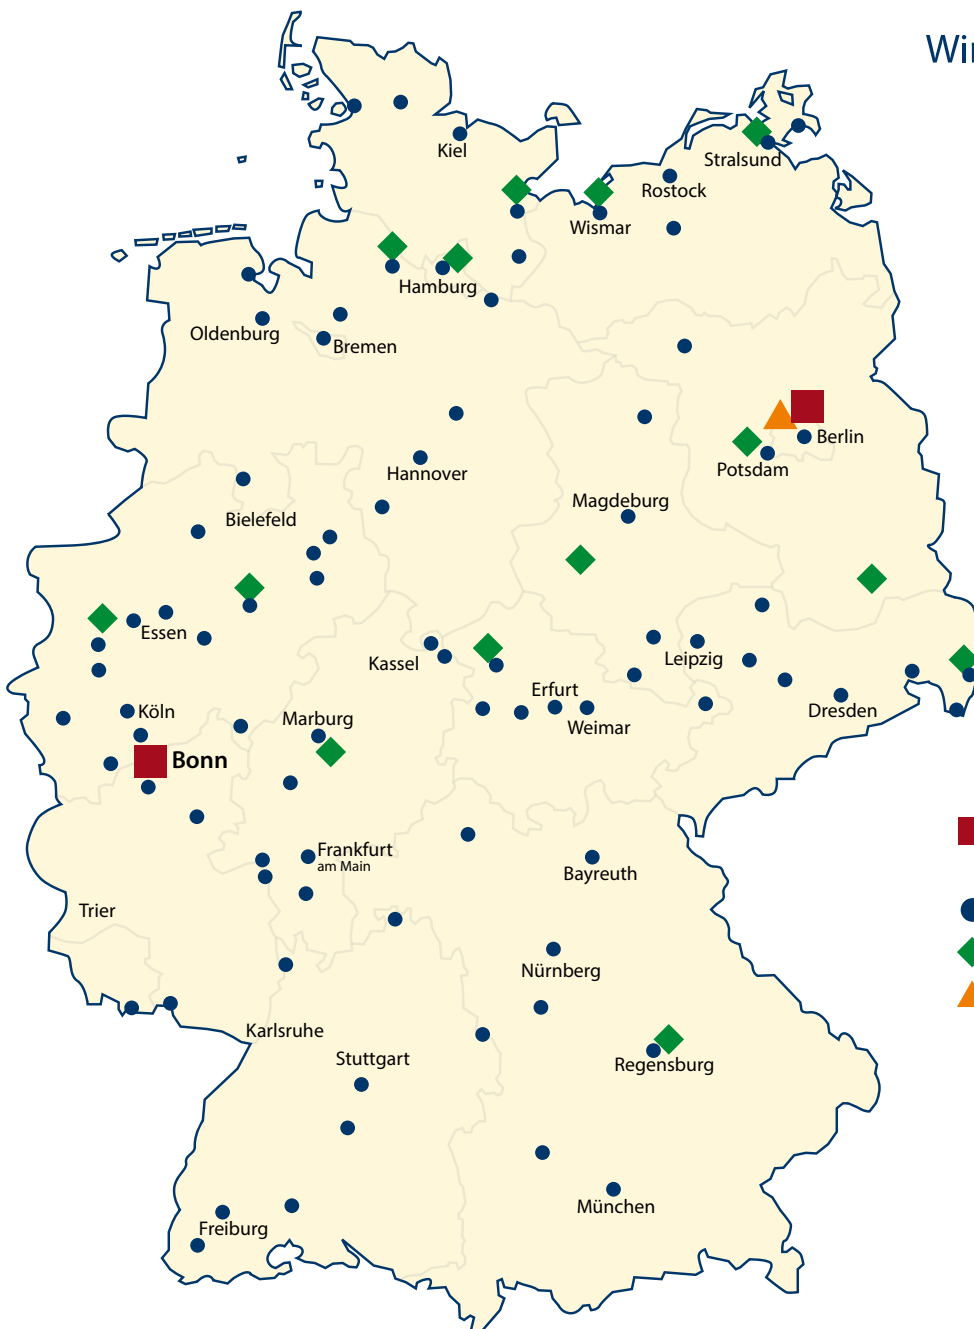 Win
Kiel
Stralsund
Rostock
Wismar
Hamburg
Oldenburg
Bremen
Berlin
Potsdam
Hannover
Magdeburg
Bielefeld
Essen
Kassel
Leipzig
Erfurt
Köln
Marburg
Weimar
Dresden
Bonn
Frankfurt
am Main
Bayreuth
Trier
Nürnberg
Karlsruhe
Stuttgart
Regensburg
München
Freiburg